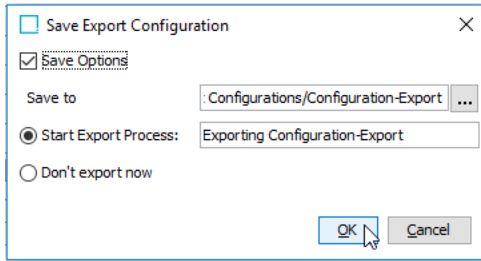 Save Export Configuration
Save Options
Save to : Configurations/Configuration-Export ...
Start Export Process: Exporting Configuration-Export
Don't export now
OK Cancel